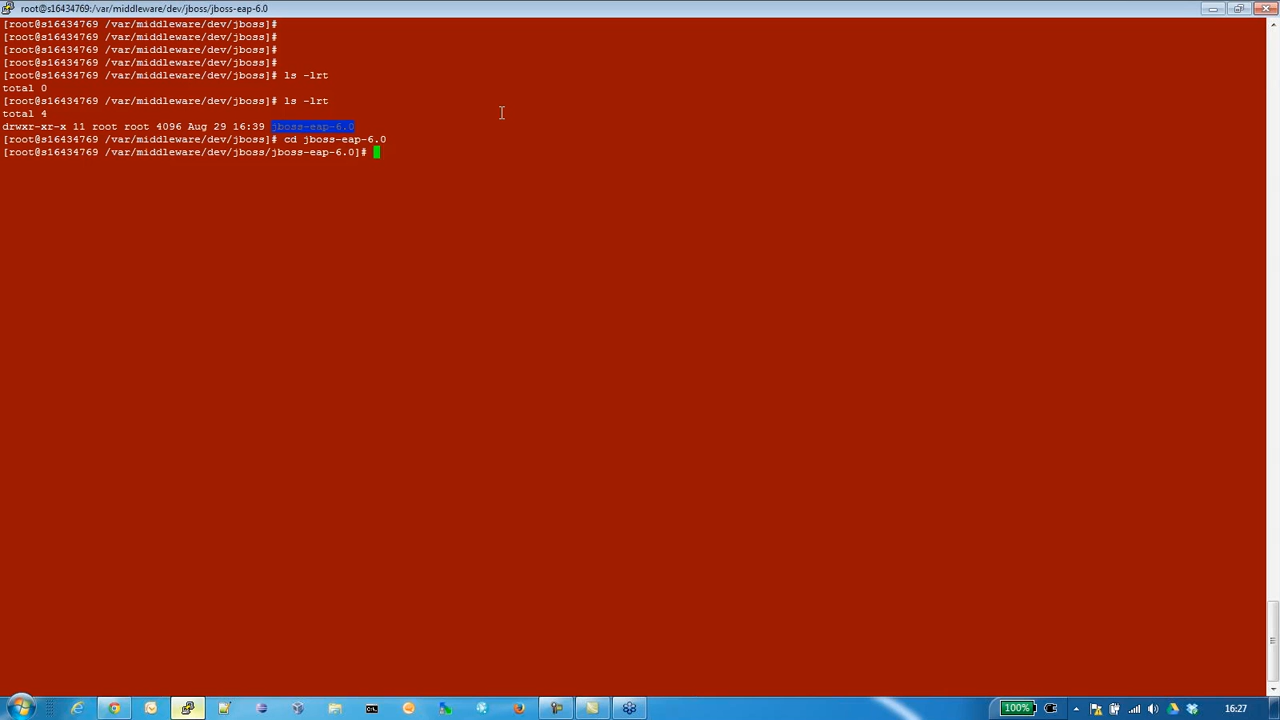 root@s16434769:/var/middleware/dev/jboss/jboss-eap-6.0
[root@s16434769 /var/middleware/dev/jboss]#
[root@s16434769 /var/middleware/dev/jboss]#
[root@s16434769 /var/middleware/dev/jboss]#
[root@s16434769 /var/middleware/dev/jboss]#
[root@s16434769 /var/middleware/dev/jboss]# ls -lrt
total 0
[root@s16434769 /var/middleware/dev/jboss]# ls -lrt
total 4
drwxr-xr-x 11 root root 4096 Aug 29 16:39 jboss-eap-6.0
[root@s16434769 /var/middleware/dev/jboss]# cd jboss-eap-6.0
[root@s16434769 /var/middleware/dev/jboss/jboss-eap-6.0]#
100% 16:27